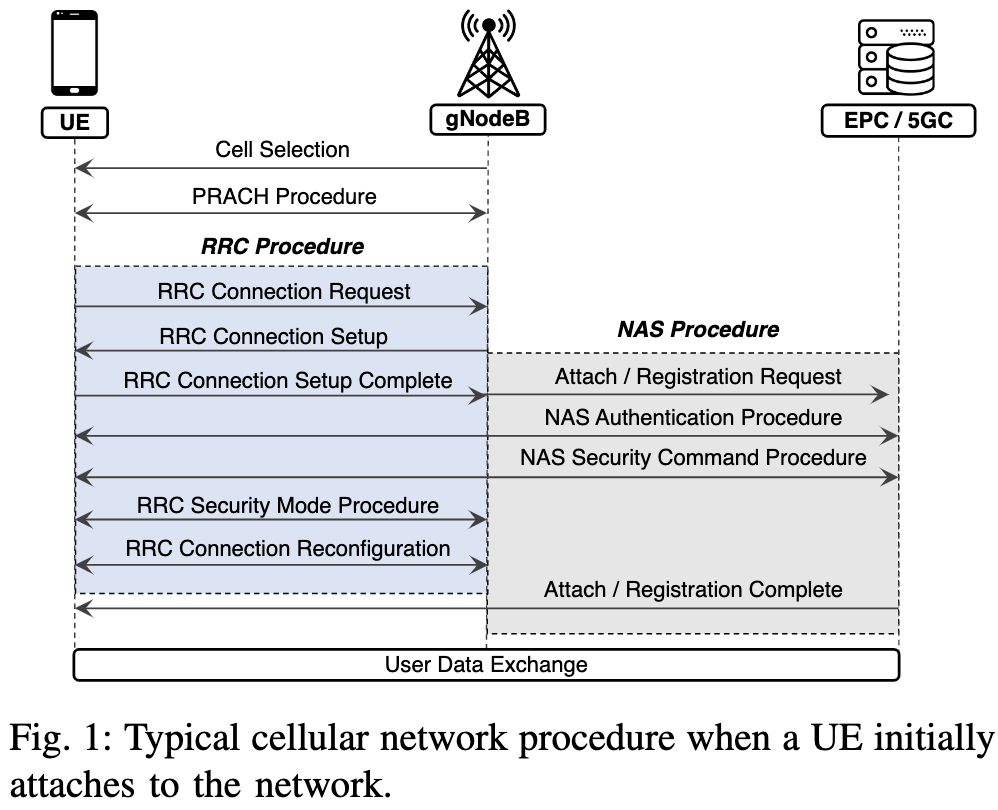 UE
gNodeB
EPC / 5GC
Cell Selection
PRACH Procedure
RRC Procedure
RRC Connection Request
RRC Connection Setup
NAS Procedure
RRC Connection Setup Complete
Attach / Registration Request
NAS Authentication Procedure
NAS Security Command Procedure
RRC Security Mode Procedure
RRC Connection Reconfiguration
Attach / Registration Complete
User Data Exchange
Fig. 1: Typical cellular network procedure when a UE initially
attaches to the network.